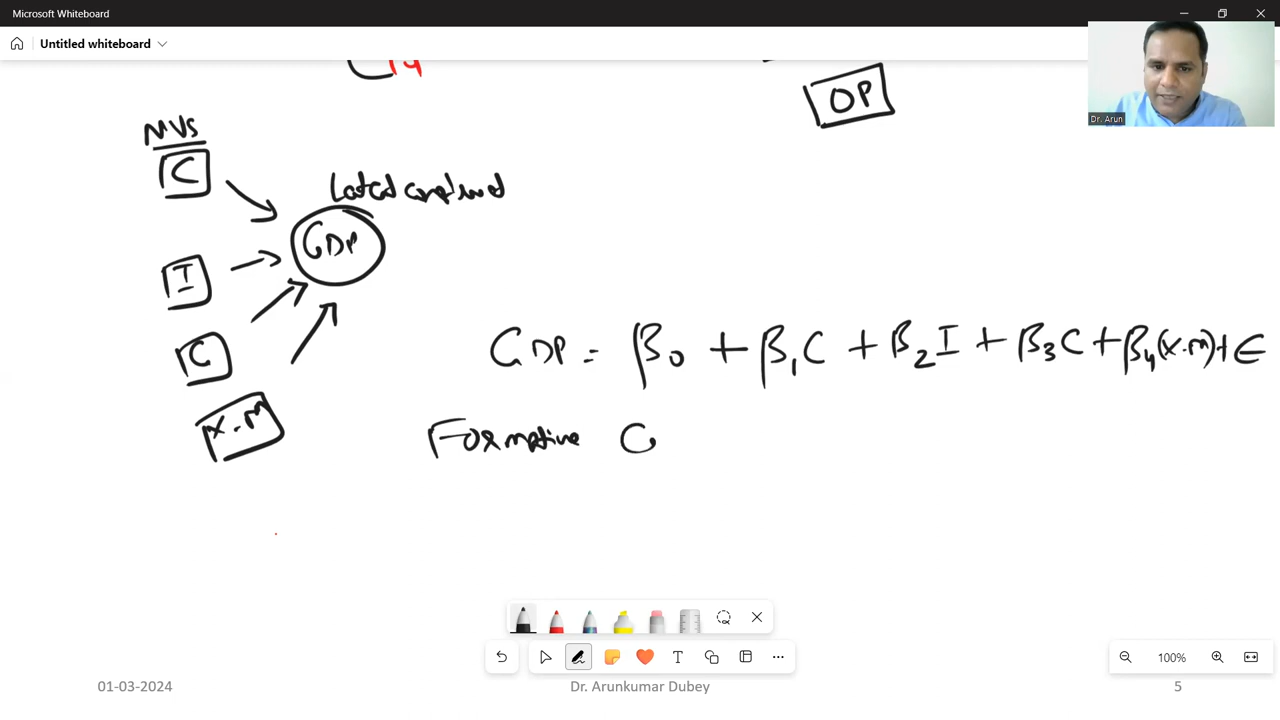 Microsoft Whiteboard
Untitled whiteboard
14
OP
Dr. Arun
MVs
C
Latent construct
GDP
I
C
X-M
GDP = β0 + β1C + β2I + β3C + β4(X-M) + ∈
Formative C
T
100%
01-03-2024
Dr. Arunkumar Dubey
5